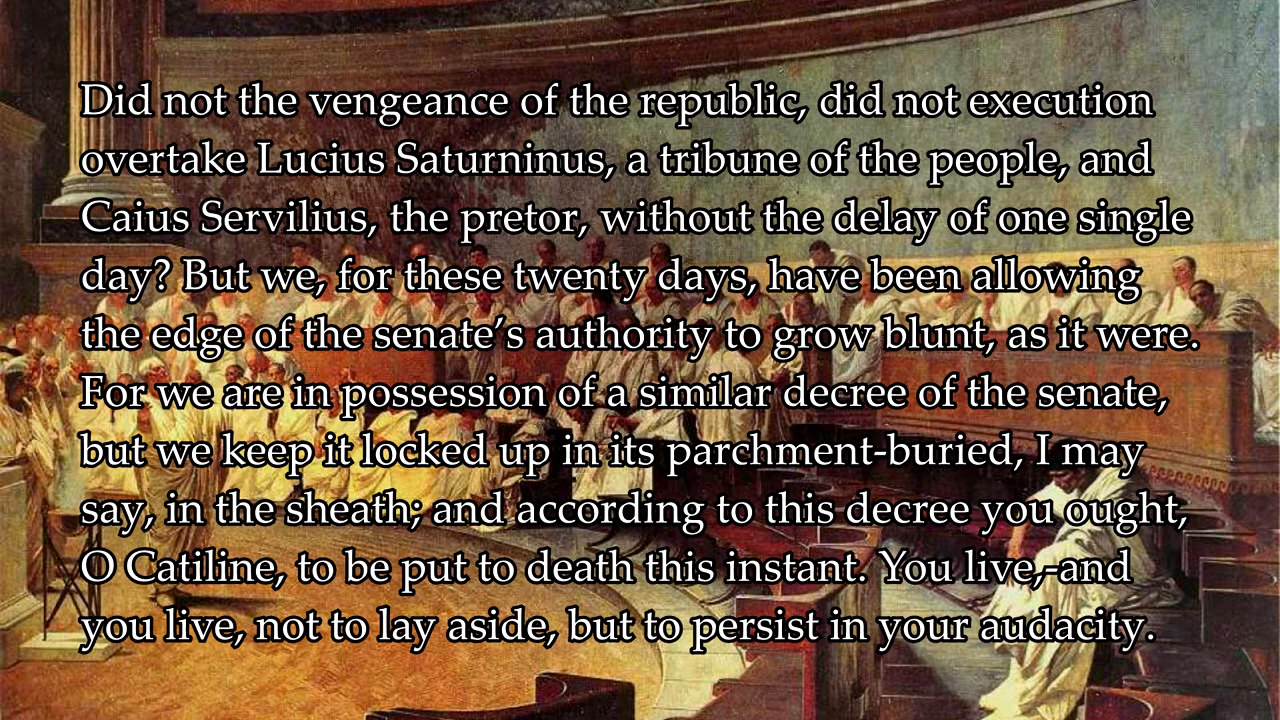 Did not the vengeance of the republic, did not execution
overtake Lucius Saturninus, a tribune of the people, and
Caius Servilius, the pretor, without the delay of one single
day? But we, for these twenty days, have been allowing
the edge of the senate’s authority to grow blunt, as it were.
For we are in possession of a similar decree of the senate,
but we keep it locked up in its parchment-buried, I may
say, in the sheath; and according to this decree you ought,
O Catiline, to be put to death this instant. You live,-and
you live, not to lay aside, but to persist in your audacity.